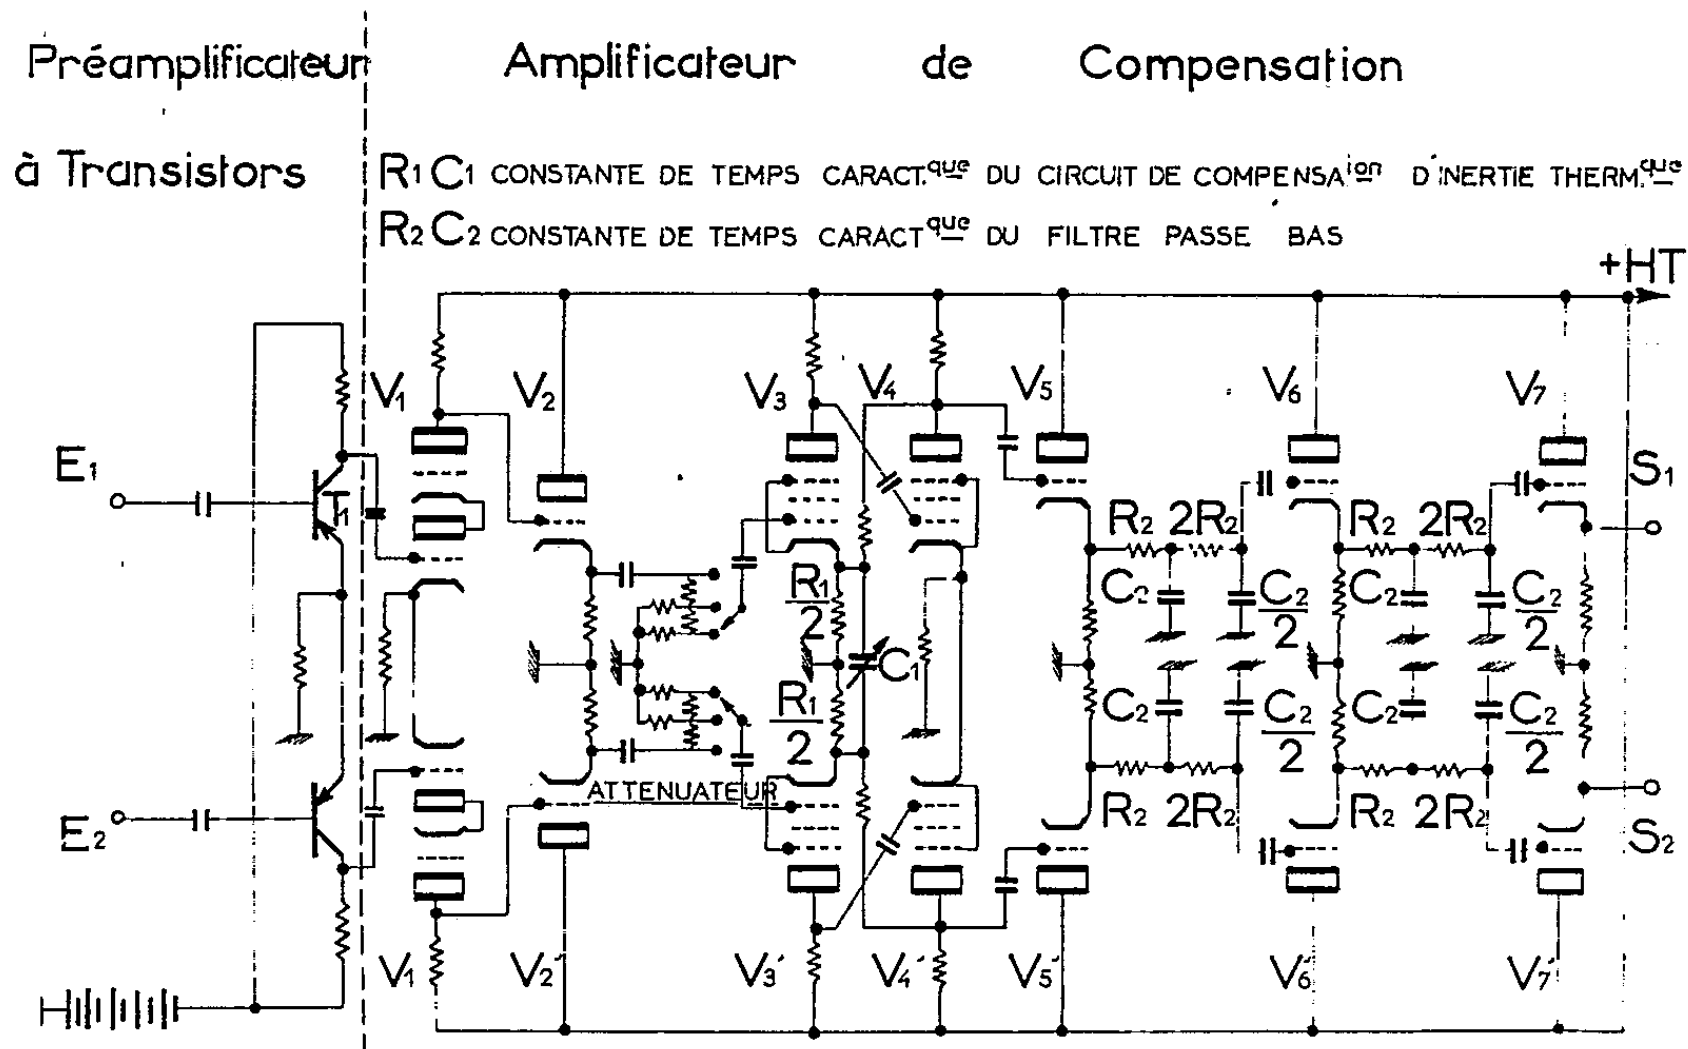 Préamplificateur
Amplificateur de Compensation
à Transistors
R1 C1 CONSTANTE DE TEMPS CARACT.que DU CIRCUIT DE COMPENSAion D'INERTIE THERM.que
R2 C2 CONSTANTE DE TEMPS CARACTque DU FILTRE PASSE BAS
+HT
V1
V2
V3
V4
V5
V6
V7
E1
T1
S1
R2 2R2
R2 2R2
R1/2
C2
C2/2
C2
C2/2
C1
R1/2
C2
C2/2
C2
C2/2
ATTENUATEUR
R2 2R2
R2 2R2
E2
S2
V1
V2'
V3'
V4'
V5'
V6'
V7'